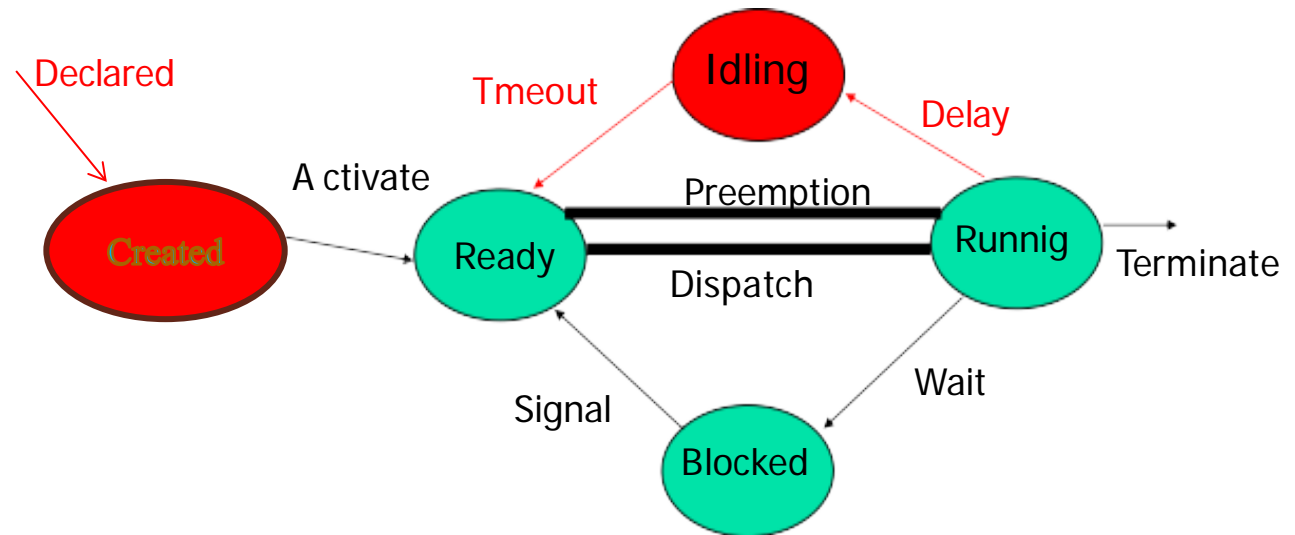 Declared
Idling
Tmeout
Delay
A ctivate
Preemption
Created
Ready
Runnig
Terminate
Dispatch
Wait
Signal
Blocked